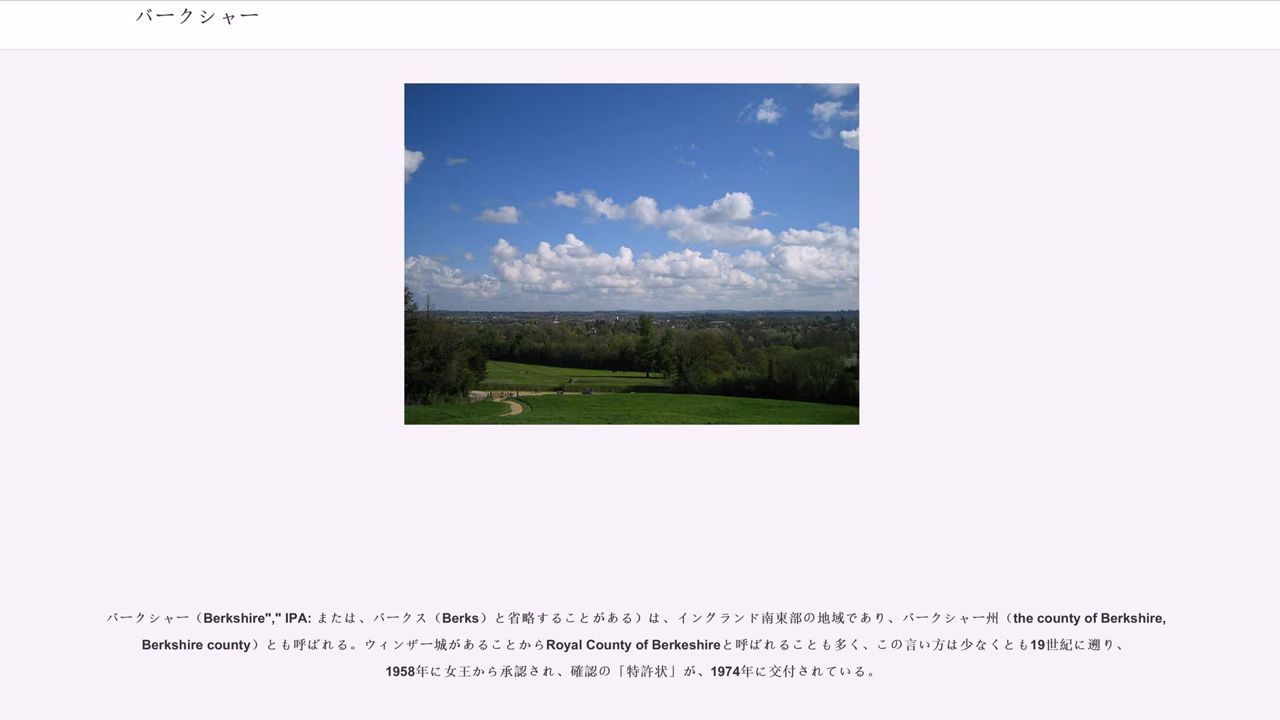 バークシャー
バークシャー（Berkshire"," IPA: または、バークス（Berks）と省略することがある）は、イングランド南東部の地域であり、バークシャー州（the county of Berkshire,
Berkshire county）とも呼ばれる。ウィンザー城があることからRoyal County of Berkeshireと呼ばれることも多く、この言い方は少なくとも19世紀に遡り、
1958年に女王から承認され、確認の「特許状」が、1974年に交付されている。